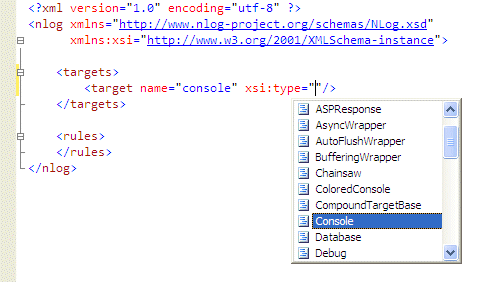 <?xml version="1.0" encoding="utf-8" ?>
<nlog xmlns="http://www.nlog-project.org/schemas/NLog.xsd"
xmlns:xsi="http://www.w3.org/2001/XMLSchema-instance">
<targets>
<target name="console" xsi:type=""/>
</targets>
ASPResponse
AsyncWrapper
AutoFlushWrapper
BufferingWrapper
Chainsaw
ColoredConsole
CompoundTargetBase
Console
Database
Debug
<rules>
</rules>
</nlog>